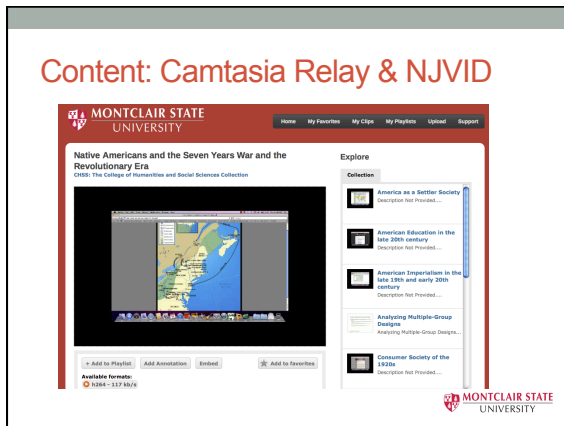 Content: Camtasia Relay & NJVID
MONTCLAIR STATE
UNIVERSITY
Home My Favorites My Clips My Playlists Upload Support
Native Americans and the Seven Years War and the
Revolutionary Era
CHSS: The College of Humanities and Social Sciences Collection
+ Add to Playlist Add Annotation Embed Add to favorites
Available formats:
h264 - 117 kb/s
Explore
Collection
America as a Settler Society
Description Not Provided....
American Education in the
late 20th century
Description Not Provided....
American Imperialism in the
late 19th and early 20th
century
Description Not Provided....
Analyzing Multiple-Group
Designs
Analyzing Multiple-Group Designs...
Consumer Society of the
1920s
Description Not Provided....
MONTCLAIR STATE
UNIVERSITY